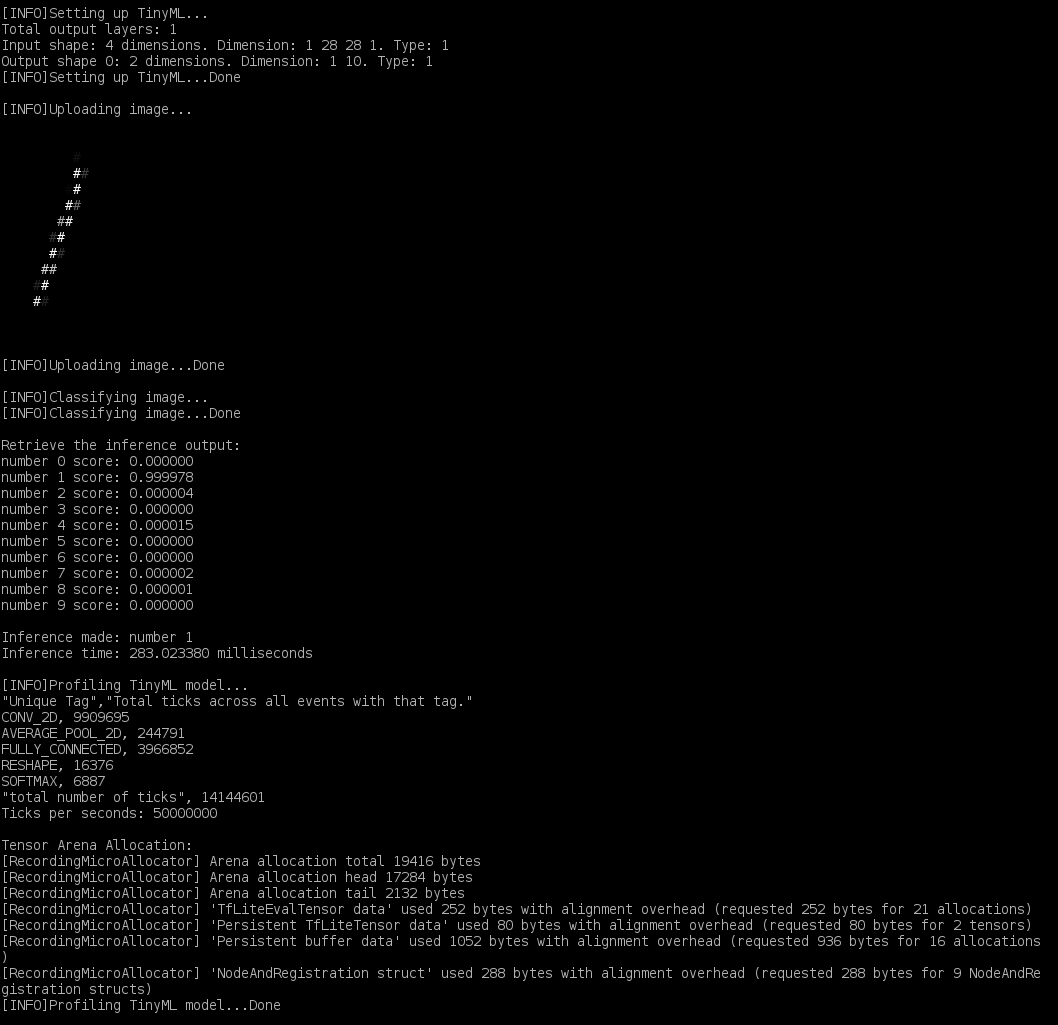 [INFO]Setting up TinyML...
Total output layers: 1
Input shape: 4 dimensions. Dimension: 1 28 28 1. Type: 1
Output shape 0: 2 dimensions. Dimension: 1 10. Type: 1
[INFO]Setting up TinyML...Done
[INFO]Uploading image...
#
##
#
##
##
##
##
##
##
##
[INFO]Uploading image...Done
[INFO]Classifying image...
[INFO]Classifying image...Done
Retrieve the inference output:
number 0 score: 0.000000
number 1 score: 0.999978
number 2 score: 0.000004
number 3 score: 0.000000
number 4 score: 0.000015
number 5 score: 0.000000
number 6 score: 0.000000
number 7 score: 0.000002
number 8 score: 0.000001
number 9 score: 0.000000
Inference made: number 1
Inference time: 283.023380 milliseconds
[INFO]Profiling TinyML model...
"Unique Tag","Total ticks across all events with that tag."
CONV_2D, 9909695
AVERAGE_POOL_2D, 244791
FULLY_CONNECTED, 3966852
RESHAPE, 16376
SOFTMAX, 6887
"total number of ticks", 14144601
Ticks per seconds: 50000000
Tensor Arena Allocation:
[RecordingMicroAllocator] Arena allocation total 19416 bytes
[RecordingMicroAllocator] Arena allocation head 17284 bytes
[RecordingMicroAllocator] Arena allocation tail 2132 bytes
[RecordingMicroAllocator] 'TfLiteEvalTensor data' used 252 bytes with alignment overhead (requested 252 bytes for 21 allocations)
[RecordingMicroAllocator] 'Persistent TfLiteTensor data' used 80 bytes with alignment overhead (requested 80 bytes for 2 tensors)
[RecordingMicroAllocator] 'Persistent buffer data' used 1052 bytes with alignment overhead (requested 936 bytes for 16 allocations
)
[RecordingMicroAllocator] 'NodeAndRegistration struct' used 288 bytes with alignment overhead (requested 288 bytes for 9 NodeAndRe
gistration structs)
[INFO]Profiling TinyML model...Done